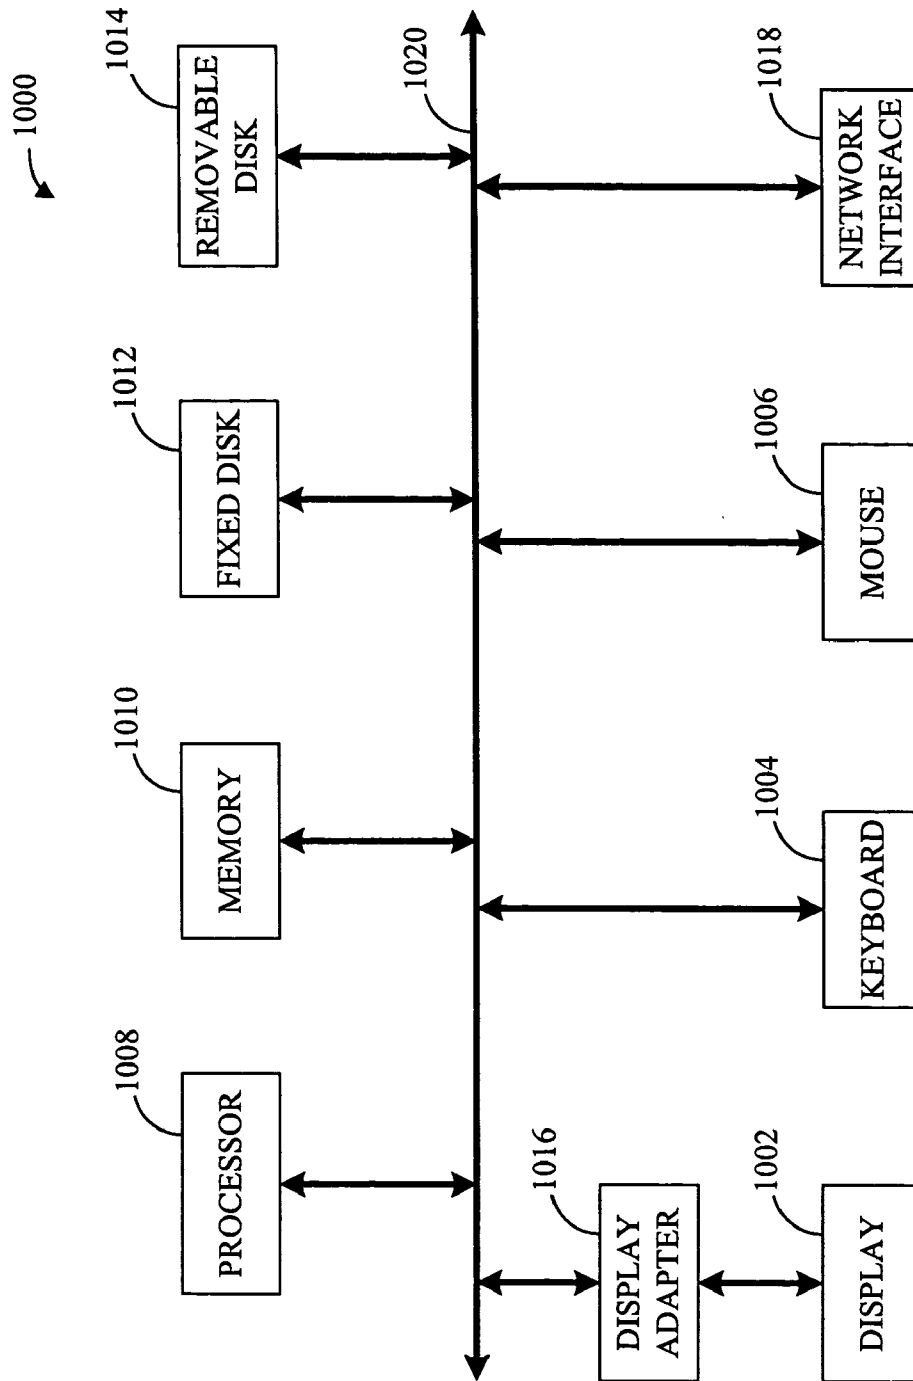 1000
1008
1010
1012
1014
PROCESSOR
MEMORY
FIXED DISK
REMOVABLE
DISK
1020
1016
DISPLAY
ADAPTER
1002
1004
1006
1018
DISPLAY
KEYBOARD
MOUSE
NETWORK
INTERFACE